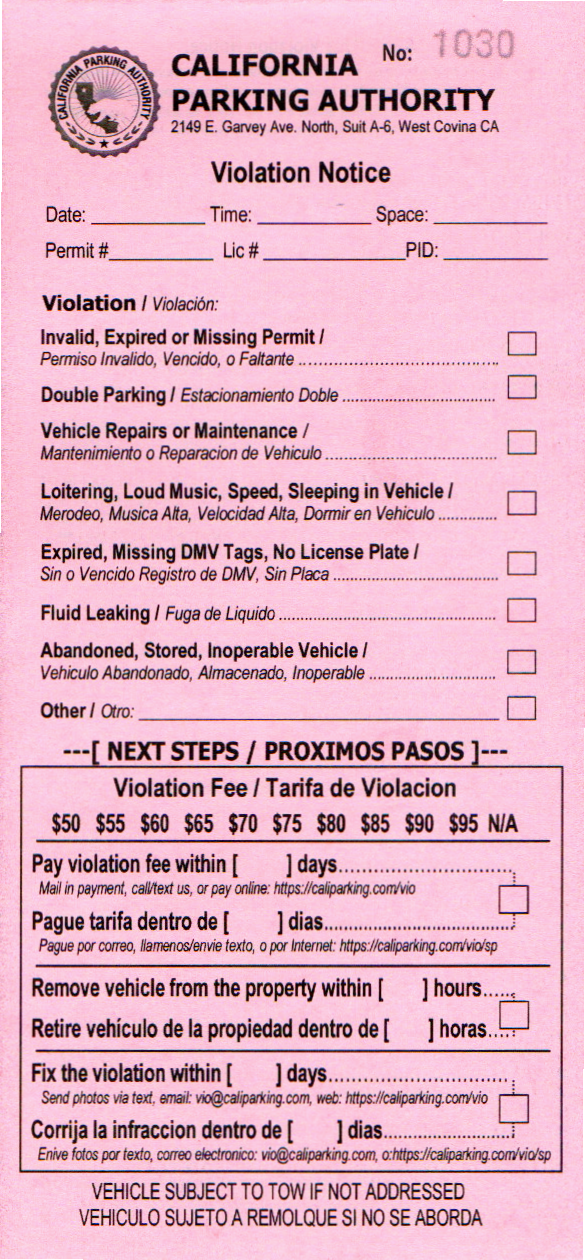 CALIFORNIA PARKING AUTHORITY
No: 1030
CALIFORNIA
PARKING AUTHORITY
2149 E. Garvey Ave. North, Suit A-6, West Covina CA
Violation Notice
Date: ___________ Time: ___________ Space: ___________
Permit #__________ Lic # ______________PID: __________
Violation / Violación:
Invalid, Expired or Missing Permit /
Permiso Invalido, Vencido, o Faltante
Double Parking / Estacionamiento Doble
Vehicle Repairs or Maintenance /
Mantenimiento o Reparacion de Vehiculo
Loitering, Loud Music, Speed, Sleeping in Vehicle /
Merodeo, Musica Alta, Velocidad Alta, Dormir en Vehiculo
Expired, Missing DMV Tags, No License Plate /
Sin o Vencido Registro de DMV, Sin Placa
Fluid Leaking / Fuga de Liquido
Abandoned, Stored, Inoperable Vehicle /
Vehiculo Abandonado, Almacenado, Inoperable
Other / Otro: ___________
---[ NEXT STEPS / PROXIMOS PASOS ]---
Violation Fee / Tarifa de Violacion
$50 $55 $60 $65 $70 $75 $80 $85 $90 $95 N/A
Pay violation fee within [ ] days
Mail in payment, call/text us, or pay online: https://caliparking.com/vio
Pague tarifa dentro de [ ] dias
Pague por correo, llamenos/envie texto, o por Internet: https://caliparking.com/vio/sp
Remove vehicle from the property within [ ] hours
Retire vehículo de la propiedad dentro de [ ] horas
Fix the violation within [ ] days
Send photos via text, email: vio@caliparking.com, web: https://caliparking.com/vio
Corrija la infraccion dentro de [ ] dias
Enive fotos por texto, correo electronico: vio@caliparking.com, o:https://caliparking.com/vio/sp
VEHICLE SUBJECT TO TOW IF NOT ADDRESSED
VEHICULO SUJETO A REMOLQUE SI NO SE ABORDA